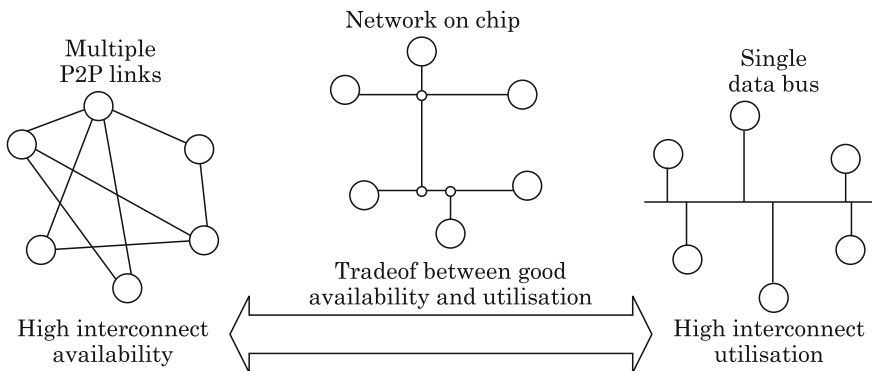 Network on chip
Multiple
P2P links
Single
data bus
Tradeof between good
availability and utilisation
High interconnect
availability
High interconnect
utilisation